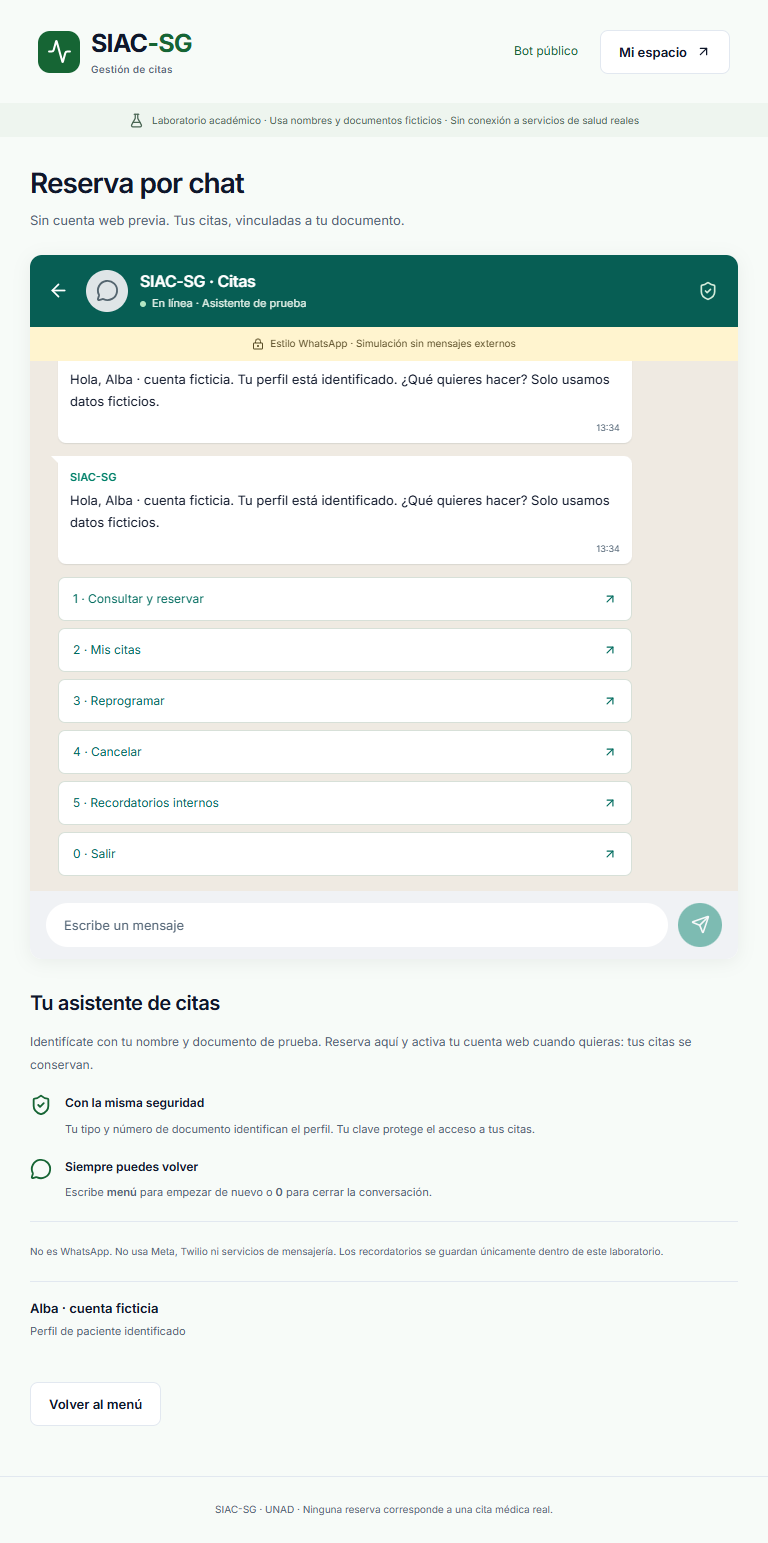 SIAC-SG
Gestión de citas
Bot público
Mi espacio
Laboratorio académico · Usa nombres y documentos ficticios · Sin conexión a servicios de salud reales
Reserva por chat
Sin cuenta web previa. Tus citas, vinculadas a tu documento.
SIAC-SG · Citas
En línea · Asistente de prueba
Estilo WhatsApp · Simulación sin mensajes externos
Hola, Alba · cuenta ficticia. Tu perfil está identificado. ¿Qué quieres hacer? Solo usamos
datos ficticios.
13:34
SIAC-SG
Hola, Alba · cuenta ficticia. Tu perfil está identificado. ¿Qué quieres hacer? Solo usamos
datos ficticios.
13:34
1 · Consultar y reservar
2 · Mis citas
3 · Reprogramar
4 · Cancelar
5 · Recordatorios internos
0 · Salir
Escribe un mensaje
Tu asistente de citas
Identifícate con tu nombre y documento de prueba. Reserva aquí y activa tu cuenta web cuando quieras: tus citas se
conservan.
Con la misma seguridad
Tu tipo y número de documento identifican el perfil. Tu clave protege el acceso a tus citas.
Siempre puedes volver
Escribe menú para empezar de nuevo o 0 para cerrar la conversación.
No es WhatsApp. No usa Meta, Twilio ni servicios de mensajería. Los recordatorios se guardan únicamente dentro de este laboratorio.
Alba · cuenta ficticia
Perfil de paciente identificado
Volver al menú
SIAC-SG · UNAD · Ninguna reserva corresponde a una cita médica real.